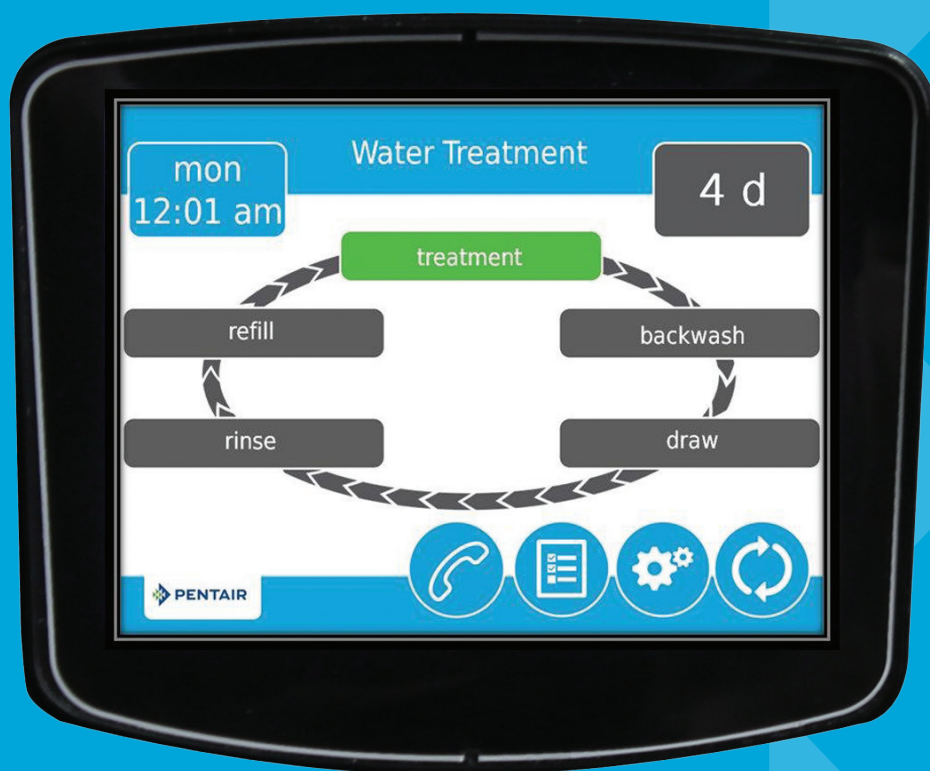 Water Treatment
mon
12:01 am
4 d
treatment
refill
backwash
rinse
draw
PENTAIR